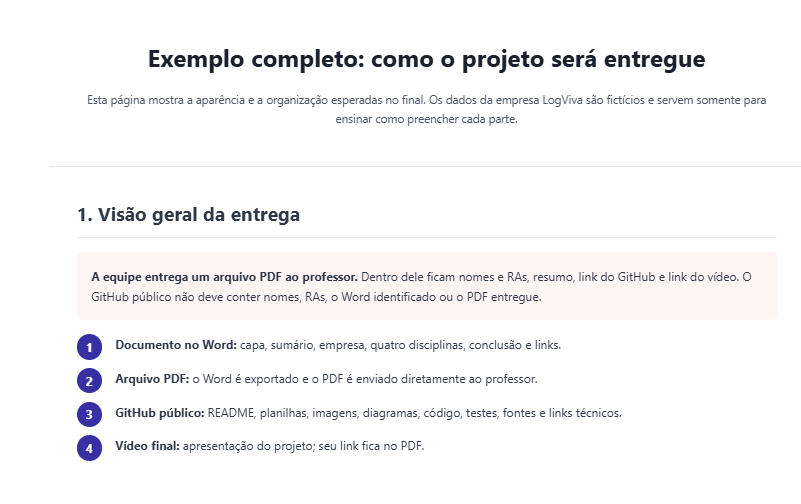 Exemplo completo: como o projeto será entregue
Esta página mostra a aparência e a organização esperadas no final. Os dados da empresa LogViva são fictícios e servem somente para
ensinar como preencher cada parte.
1. Visão geral da entrega
A equipe entrega um arquivo PDF ao professor. Dentro dele ficam nomes e RAs, resumo, link do GitHub e link do vídeo. O
GitHub público não deve conter nomes, RAs, o Word identificado ou o PDF entregue.
1 Documento no Word: capa, sumário, empresa, quatro disciplinas, conclusão e links.
2 Arquivo PDF: o Word é exportado e o PDF é enviado diretamente ao professor.
3 GitHub público: README, planilhas, imagens, diagramas, código, testes, fontes e links técnicos.
4 Vídeo final: apresentação do projeto; seu link fica no PDF.